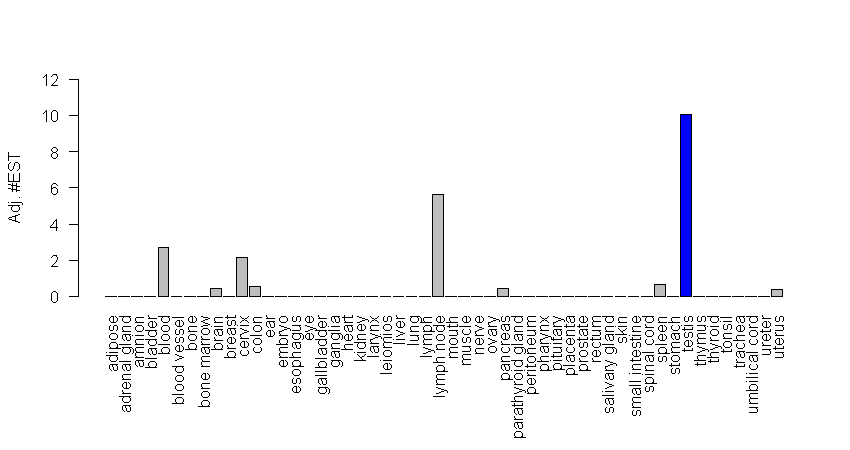 Adj. #EST
12
10
8
6
4
2
0
adipose
adrenal gland
amnion
bladder
blood
blood vessel
bone
bone marrow
brain
breast
cervix
colon
ear
embryo
esophagus
eye
gallbladder
ganglia
heart
kidney
larynx
leiomios
liver
lung
lymph
lymph node
mouth
muscle
nerve
ovary
pancreas
parathyroid gland
peritoneum
pharynx
pituitary
placenta
prostate
rectum
salivary gland
skin
small intestine
spinal cord
spleen
stomach
testis
thymus
thyroid
tonsil
trachea
umbilical cord
ureter
uterus